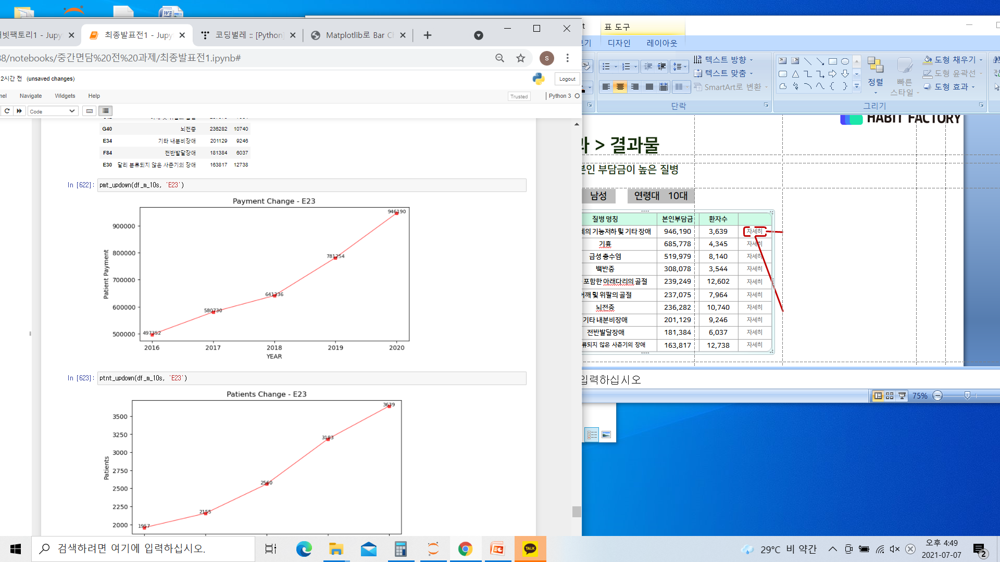 배빗팩토리1 - Jupy
최종발표전1 - Jupy
코딩벌레 :: [Python]
Matplotlib로 Bar C
38/notebooks/중간면담%20전%20과제/최종발표전1.ipynb#
s
2시간 전 (unsaved changes)
Logout
nel Navigate Widgets Help
Trusted
Python 3
Code
G40 뇌전증 236282 10740
E34 기타 내분비장애 201129 9246
F84 전반발달장애 181384 6037
E30 달리 분류되지 않은 사춘기의 장애 163817 12738
In [622]: pmt_updown(df_m_10s, 'E23')
Payment Change - E23
Patient Payment
900000
800000
700000
600000
500000
497352
580730
641336
781254
946190
2016 2017 2018 2019 2020
YEAR
In [623]: ptnt_updown(df_m_10s, 'E23')
Patients Change - E23
Patients
3500
3250
3000
2750
2500
2250
2000
1957
2155
2560
3183
3639
표 도구
디자인 레이아웃
텍스트 방향
텍스트 맞춤
SmartArt로 변환
단락
정렬
빠른
스타일
도형 채우기
도형 윤곽선
도형 효과
그리기
HABIT FACTORY
과 > 결과물
본인 부담금이 높은 질병
남성 연령대 10대
질병 명칭 본인부담금 환자수
체의 기능저하 및 기타 장애 946,190 3,639 자세히
기흉 685,778 4,345 자세히
급성 충수염 519,979 8,140 자세히
백반증 308,078 3,544 자세히
포함한 아래다리의 골절 239,249 12,602 자세히
어깨 및 위팔의 골절 237,075 7,964 자세히
뇌전증 236,282 10,740 자세히
기타 내분비장애 201,129 9,246 자세히
전반발달장애 181,384 6,037 자세히
류되지 않은 사춘기의 장애 163,817 12,738 자세히
입력하십시오
75%
검색하려면 여기에 입력하십시오.
TALK
29°C 비 약간
오후 4:49
2021-07-07
2